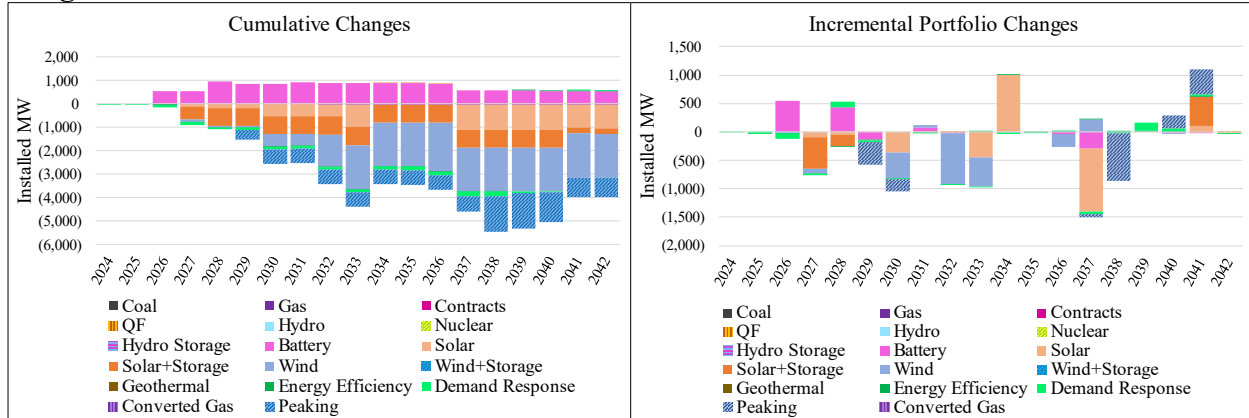 Cumulative Changes
Installed MW
2,000
1,000
0
(1,000)
(2,000)
(3,000)
(4,000)
(5,000)
(6,000)
2024 2025 2026 2027 2028 2029 2030 2031 2032 2033 2034 2035 2036 2037 2038 2039 2040 2041 2042
Coal Gas Contracts
QF Hydro Nuclear
Hydro Storage Battery Solar
Solar+Storage Wind Wind+Storage
Geothermal Energy Efficiency Demand Response
Converted Gas Peaking
Incremental Portfolio Changes
Installed MW
1,500
1,000
500
0
(500)
(1,000)
(1,500)
(2,000)
2024 2025 2026 2027 2028 2029 2030 2031 2032 2033 2034 2035 2036 2037 2038 2039 2040 2041 2042
Coal Gas Contracts
QF Hydro Nuclear
Hydro Storage Battery Solar
Solar+Storage Wind Wind+Storage
Geothermal Energy Efficiency Demand Response
Peaking Converted Gas